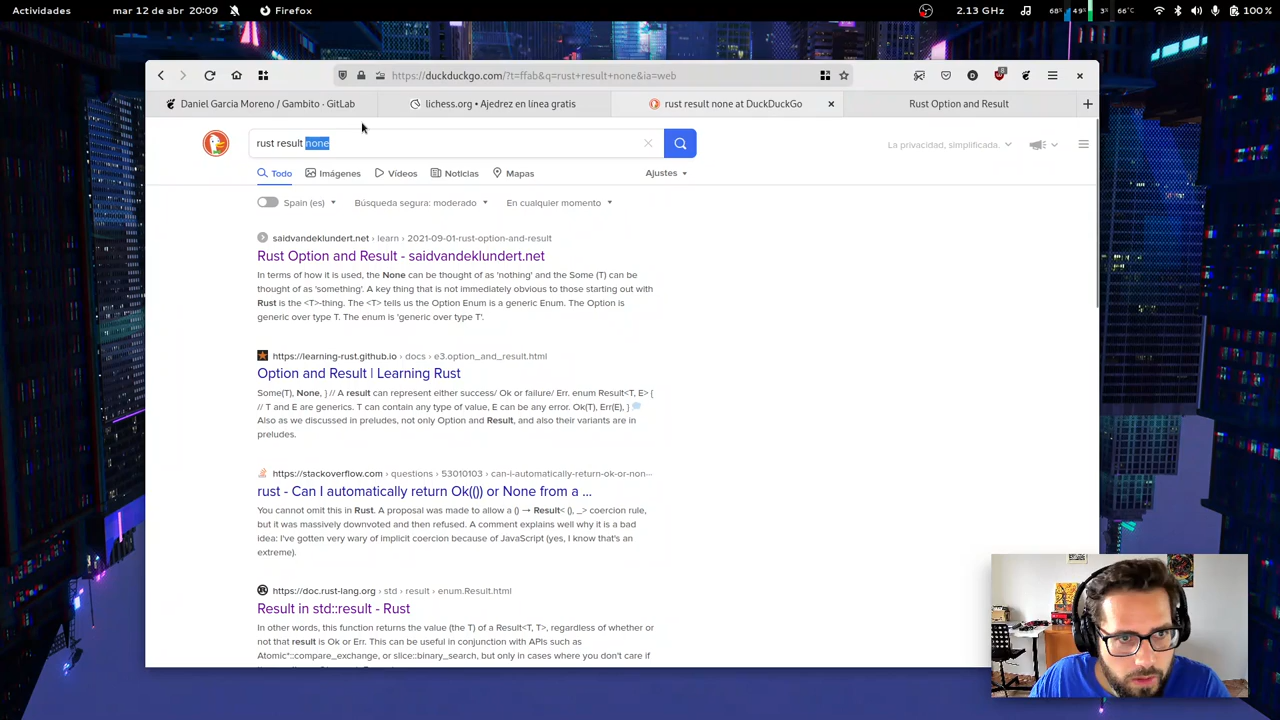 Actividades
mar 12 de abr 20:09
Firefox
2.13 GHz
68%
49%
3%
66°C
100 %
https://duckduckgo.com/?t=ffab&q=rust+result+none&ia=web
Daniel Garcia Moreno / Gambito · GitLab
lichess.org • Ajedrez en línea gratis
rust result none at DuckDuckGo
Rust Option and Result
rust result none
La privacidad, simplificada.
Todo
Imágenes
Vídeos
Noticias
Mapas
Ajustes
Spain (es)
Búsqueda segura: moderado
En cualquier momento
saidvandeklundert.net › learn › 2021-09-01-rust-option-and-result
Rust Option and Result - saidvandeklundert.net
In terms of how it is used, the None can be thought of as 'nothing' and the Some (T) can be
thought of as 'something'. A key thing that is not immediately obvious to those starting out with
Rust is the <T>-thing. The <T> tells us the Option Enum is a generic Enum. The Option is
generic over type T. The enum is 'generic over type T'.
https://learning-rust.github.io › docs › e3.option_and_result.html
Option and Result | Learning Rust
Some(T), None, } // A result can represent either success/ Ok or failure/ Err. enum Result<T, E> {
// T and E are generics. T can contain any type of value, E can be any error. Ok(T), Err(E), }
Also as we discussed in preludes, not only Option and Result, and also their variants are in
preludes.
https://stackoverflow.com › questions › 53010103 › can-i-automatically-return-ok-or-non···
rust - Can I automatically return Ok(()) or None from a ...
You cannot omit this in Rust. A proposal was made to allow a () → Result< (), _> coercion rule,
but it was massively downvoted and then refused. A comment explains well why it is a bad
idea: I've gotten very wary of implicit coercion because of JavaScript (yes, I know that's an
extreme).
https://doc.rust-lang.org › std › result › enum.Result.html
Result in std::result - Rust
In other words, this function returns the value (the T) of a Result<T, T>, regardless of whether or
not that result is Ok or Err. This can be useful in conjunction with APIs such as
Atomic*::compare_exchange, or slice::binary_search, but only in cases where you don't care if